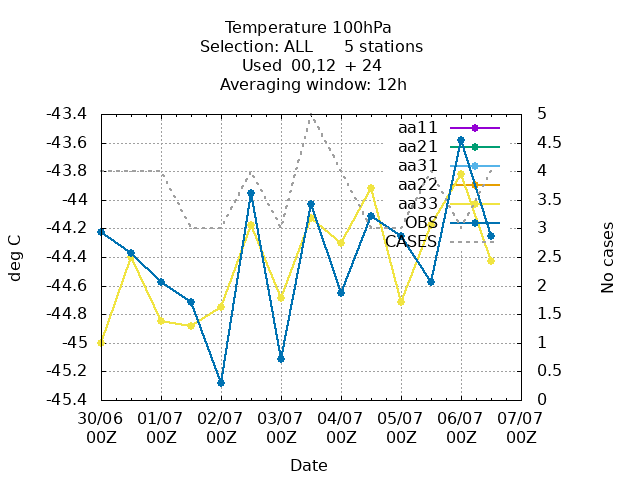 Temperature 100hPa
Selection: ALL 5 stations
Used 00,12 + 24
Averaging window: 12h
-43.4
-43.6
-43.8
-44
-44.2
-44.4
-44.6
-44.8
-45
-45.2
-45.4
deg C
5
4.5
4
3.5
3
2.5
2
1.5
1
0.5
0
No cases
aa11
aa21
aa31
aa22
aa33
OBS
CASES
30/06 01/07 02/07 03/07 04/07 05/07 06/07 07/07
00Z 00Z 00Z 00Z 00Z 00Z 00Z 00Z
Date